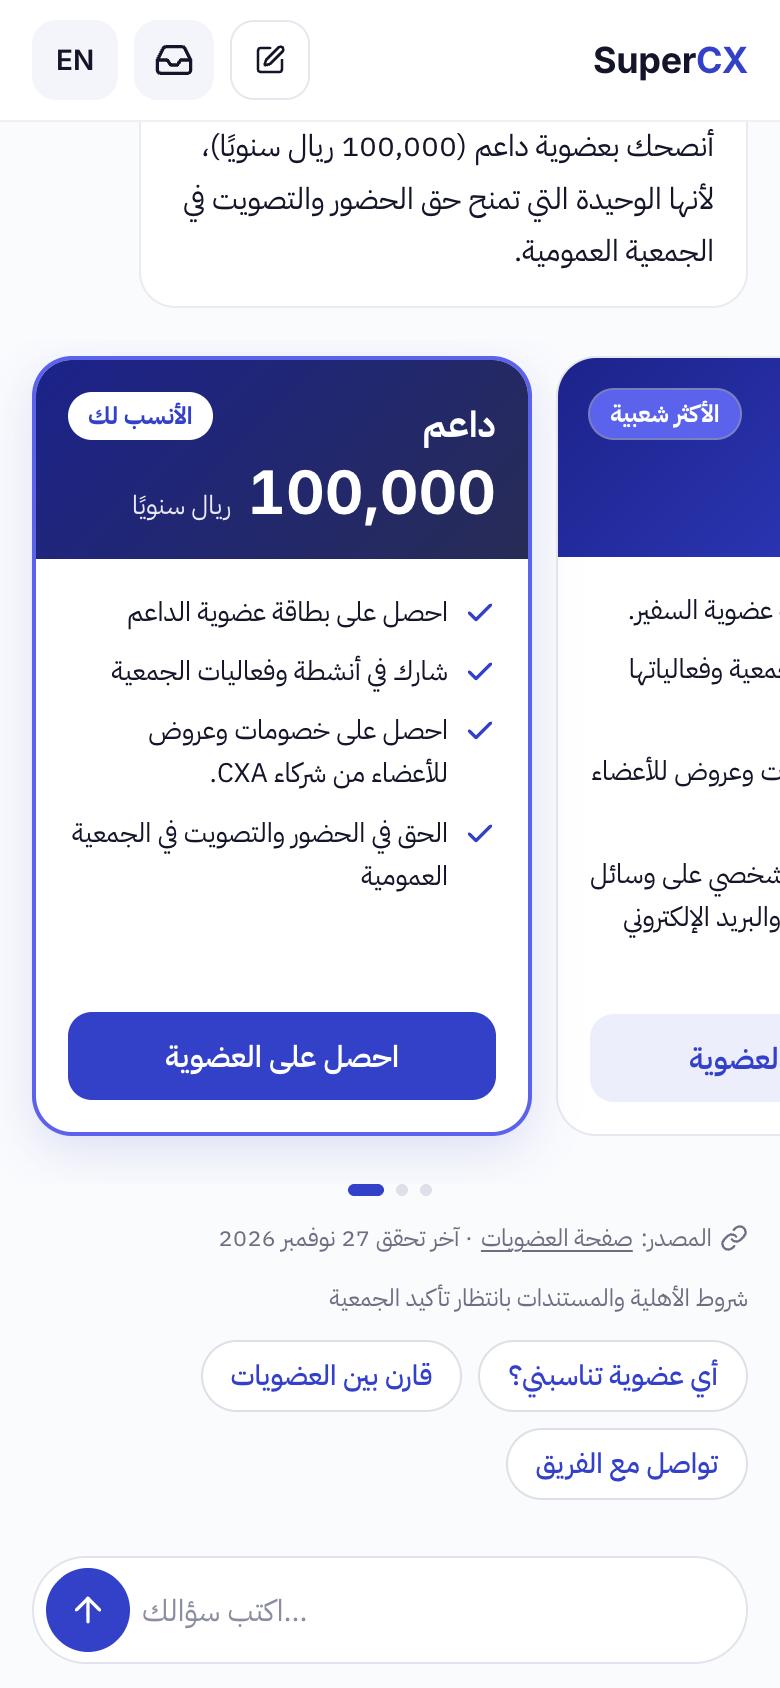 SuperCX
EN
أنصحك بعضوية داعم (100,000 ريال سنويًا)،
لأنها الوحيدة التي تمنح حق الحضور والتصويت في
الجمعية العمومية.
الأكثر شعبية
عضوية السفير.
معية وفعالياتها
ت وعروض للأعضاء
شخصي على وسائل
والبريد الإلكتروني
لعضوية
داعم
الأنسب لك
100,000 ريال سنويًا
احصل على بطاقة عضوية الداعم
شارك في أنشطة وفعاليات الجمعية
احصل على خصومات وعروض
للأعضاء من شركاء CXA.
الحق في الحضور والتصويت في الجمعية
العمومية
احصل على العضوية
المصدر: صفحة العضويات · آخر تحقق 27 نوفمبر 2026
شروط الأهلية والمستندات بانتظار تأكيد الجمعية
أي عضوية تناسبني؟
قارن بين العضويات
تواصل مع الفريق
اكتب سؤالك...